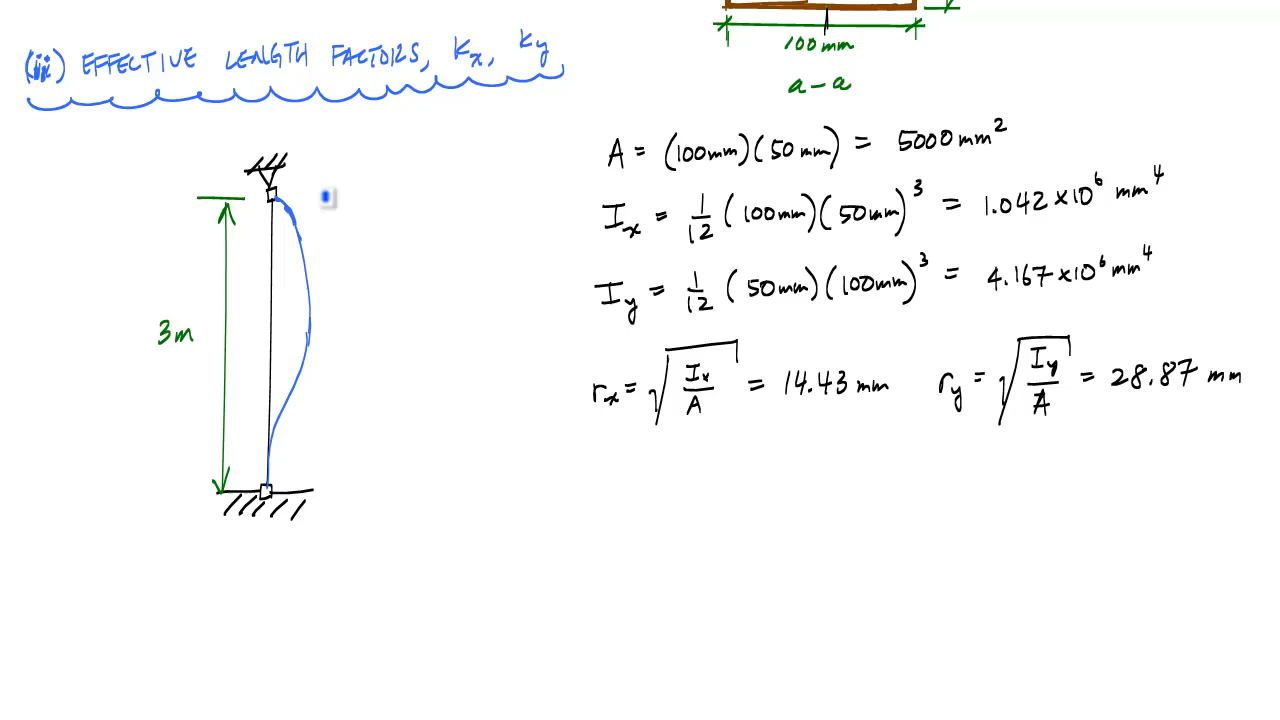 100mm
a-a
(iii) EFFECTIVE LENGTH FACTORS, Kx, Ky
A = (100mm)(50mm) = 5000mm²
Ix = 1/12 (100mm)(50mm)³ = 1.042×10⁶ mm⁴
Iy = 1/12 (50mm)(100mm)³ = 4.167×10⁶ mm⁴
3m
rx = √(Ix/A) = 14.43 mm ry = √(Iy/A) = 28.87 mm